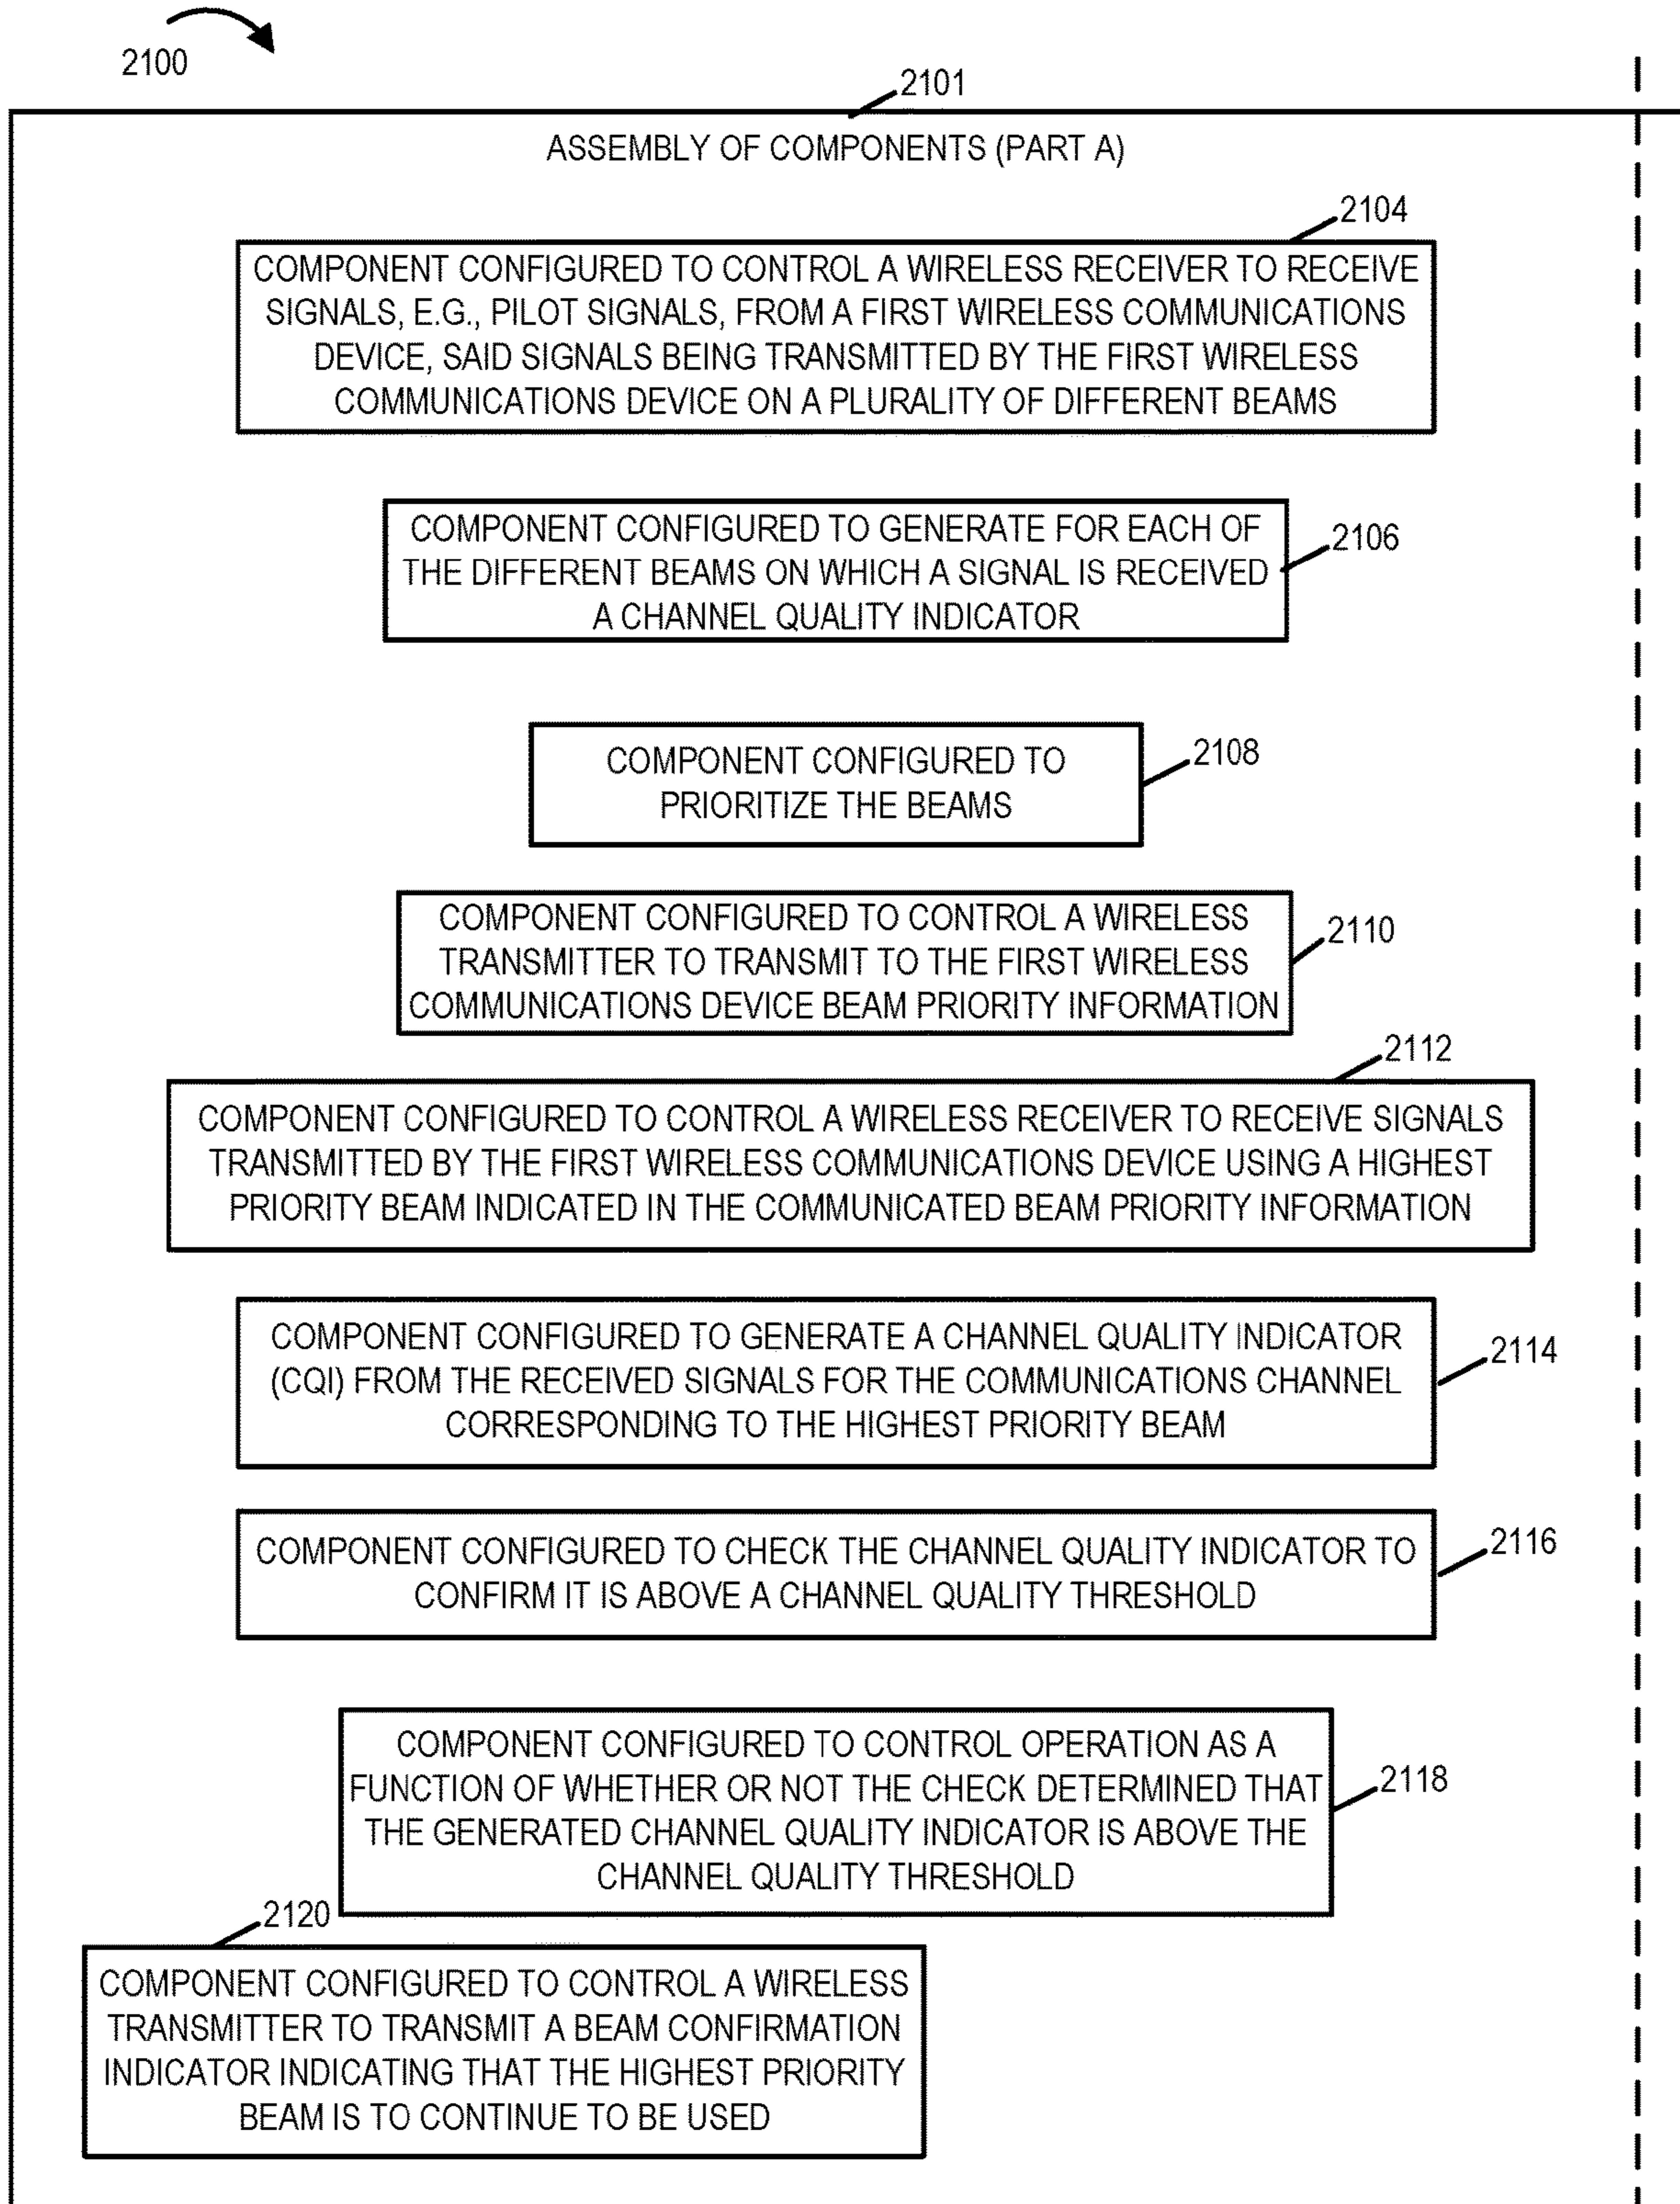 2100
2101
ASSEMBLY OF COMPONENTS (PART A)
2104
COMPONENT CONFIGURED TO CONTROL A WIRELESS RECEIVER TO RECEIVE
SIGNALS, E.G., PILOT SIGNALS, FROM A FIRST WIRELESS COMMUNICATIONS
DEVICE, SAID SIGNALS BEING TRANSMITTED BY THE FIRST WIRELESS
COMMUNICATIONS DEVICE ON A PLURALITY OF DIFFERENT BEAMS
COMPONENT CONFIGURED TO GENERATE FOR EACH OF
THE DIFFERENT BEAMS ON WHICH A SIGNAL IS RECEIVED
A CHANNEL QUALITY INDICATOR
2106
COMPONENT CONFIGURED TO
PRIORITIZE THE BEAMS
2108
COMPONENT CONFIGURED TO CONTROL A WIRELESS
TRANSMITTER TO TRANSMIT TO THE FIRST WIRELESS
COMMUNICATIONS DEVICE BEAM PRIORITY INFORMATION
2110
2112
COMPONENT CONFIGURED TO CONTROL A WIRELESS RECEIVER TO RECEIVE SIGNALS
TRANSMITTED BY THE FIRST WIRELESS COMMUNICATIONS DEVICE USING A HIGHEST
PRIORITY BEAM INDICATED IN THE COMMUNICATED BEAM PRIORITY INFORMATION
COMPONENT CONFIGURED TO GENERATE A CHANNEL QUALITY INDICATOR
(CQI) FROM THE RECEIVED SIGNALS FOR THE COMMUNICATIONS CHANNEL
CORRESPONDING TO THE HIGHEST PRIORITY BEAM
2114
COMPONENT CONFIGURED TO CHECK THE CHANNEL QUALITY INDICATOR TO
CONFIRM IT IS ABOVE A CHANNEL QUALITY THRESHOLD
2116
COMPONENT CONFIGURED TO CONTROL OPERATION AS A
FUNCTION OF WHETHER OR NOT THE CHECK DETERMINED THAT
THE GENERATED CHANNEL QUALITY INDICATOR IS ABOVE THE
CHANNEL QUALITY THRESHOLD
2118
2120
COMPONENT CONFIGURED TO CONTROL A WIRELESS
TRANSMITTER TO TRANSMIT A BEAM CONFIRMATION
INDICATOR INDICATING THAT THE HIGHEST PRIORITY
BEAM IS TO CONTINUE TO BE USED